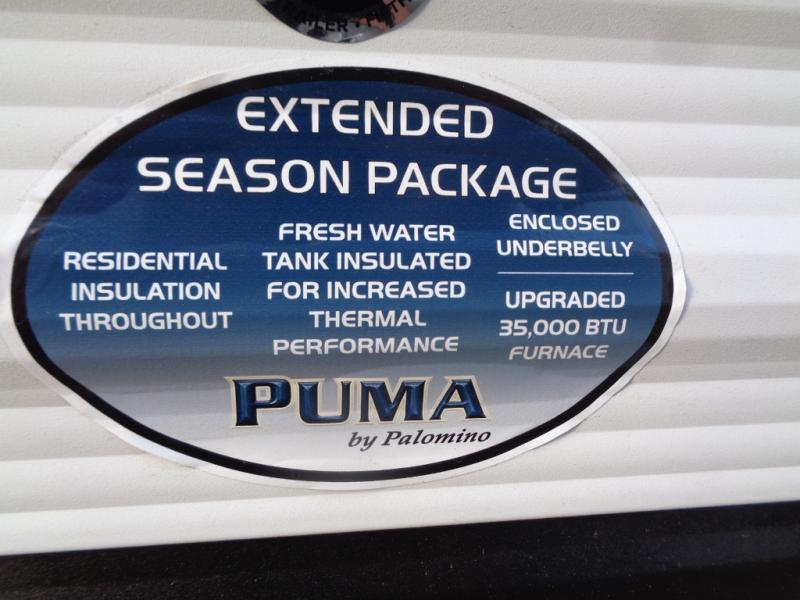 TRAILER
EXTENDED
SEASON PACKAGE
RESIDENTIAL
INSULATION
THROUGHOUT
FRESH WATER
TANK INSULATED
FOR INCREASED
THERMAL
PERFORMANCE
ENCLOSED
UNDERBELLY
UPGRADED
35,000 BTU
FURNACE
PUMA
by Palomino